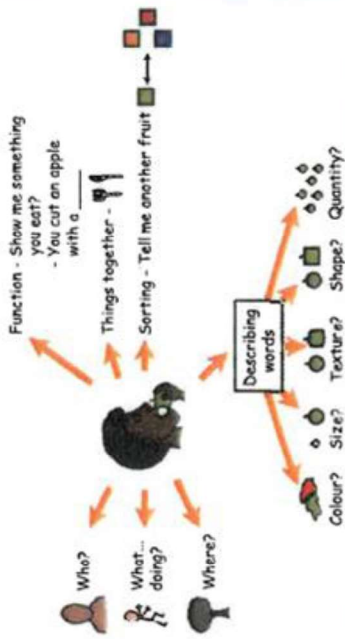 Function - Show me something
you eat?
- You cut an apple
with a ________
Things together -
Sorting - Tell me another fruit
Who?
What...
doing?
Where?
Describing
words
Colour?
Size?
Texture?
Shape?
Quantity?